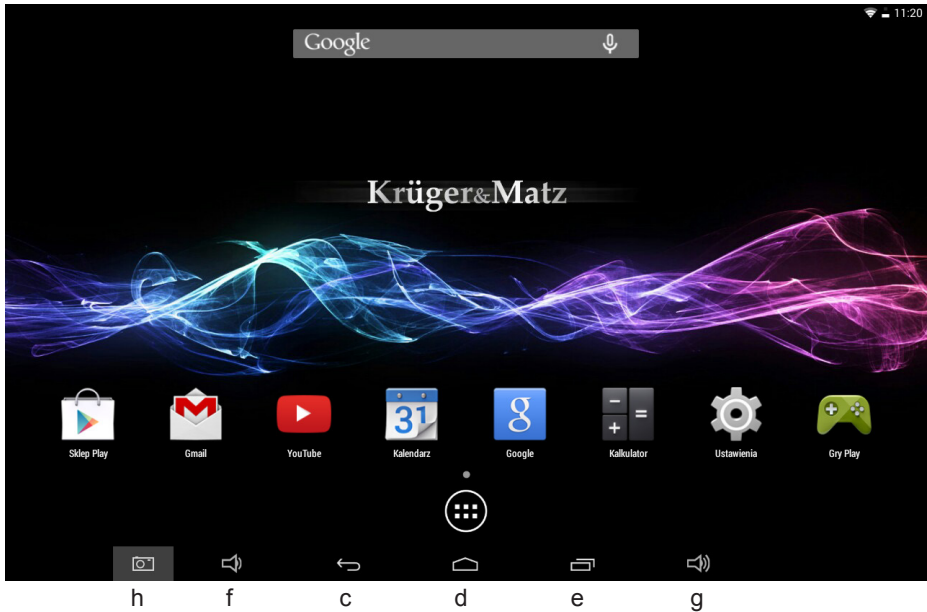 11:20
Google
Krüger&Matz
31
g
Sklep Play Gmail YouTube Kalendarz Google Kalkulator Ustawienia Gry Play
h f c d e g